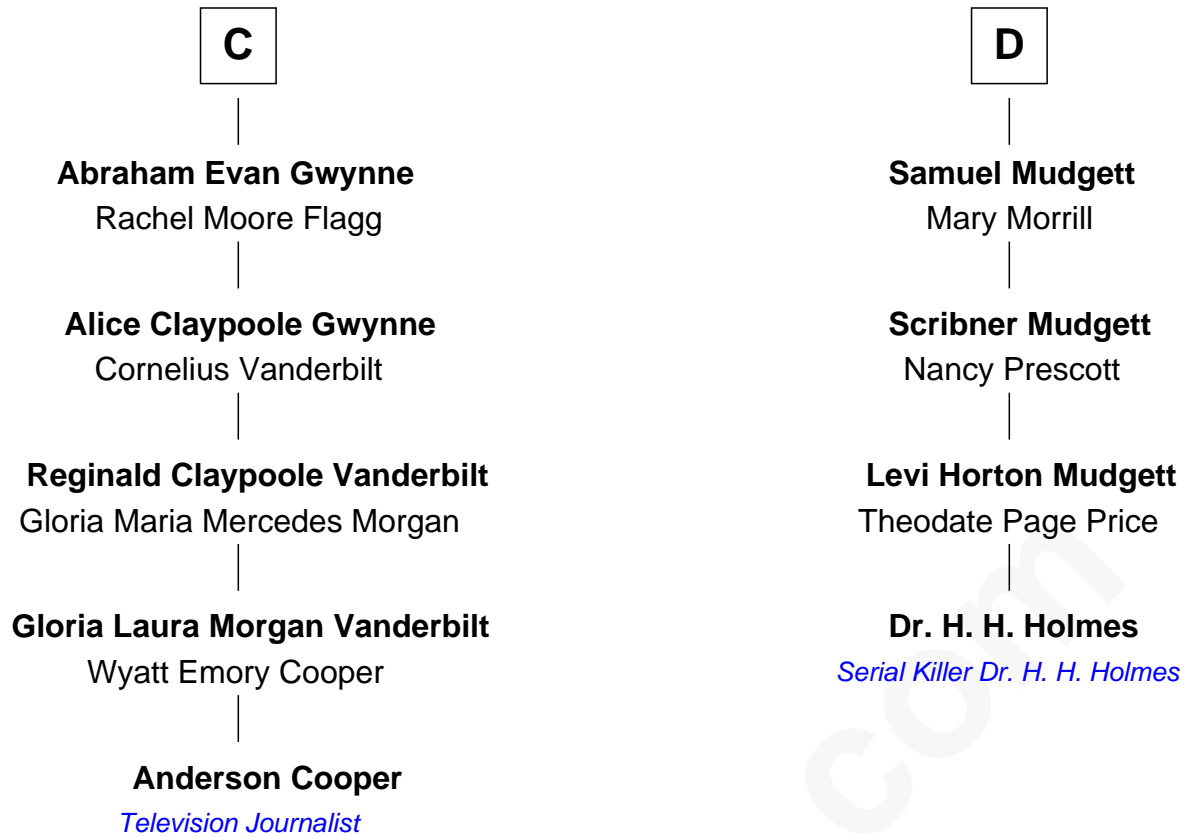 C
Abraham Evan Gwynne
Rachel Moore Flagg
Alice Claypoole Gwynne
Cornelius Vanderbilt
Reginald Claypoole Vanderbilt
Gloria Maria Mercedes Morgan
Gloria Laura Morgan Vanderbilt
Wyatt Emory Cooper
Anderson Cooper
Television Journalist
D
Samuel Mudgett
Mary Morrill
Scribner Mudgett
Nancy Prescott
Levi Horton Mudgett
Theodate Page Price
Dr. H. H. Holmes
Serial Killer Dr. H. H. Holmes
com